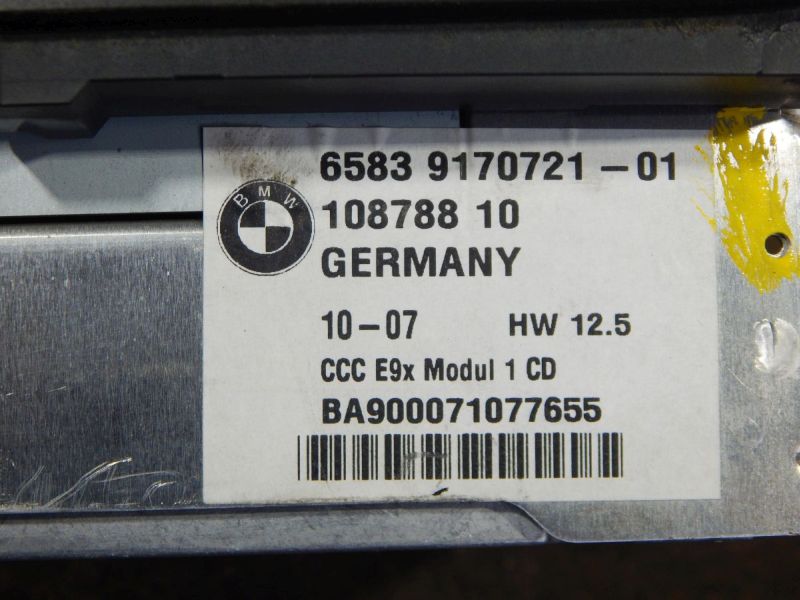 6583 9170721-01
BMW
108788 10
GERMANY
10-07 HW 12.5
CCC E9x Modul 1 CD
BA900071077655